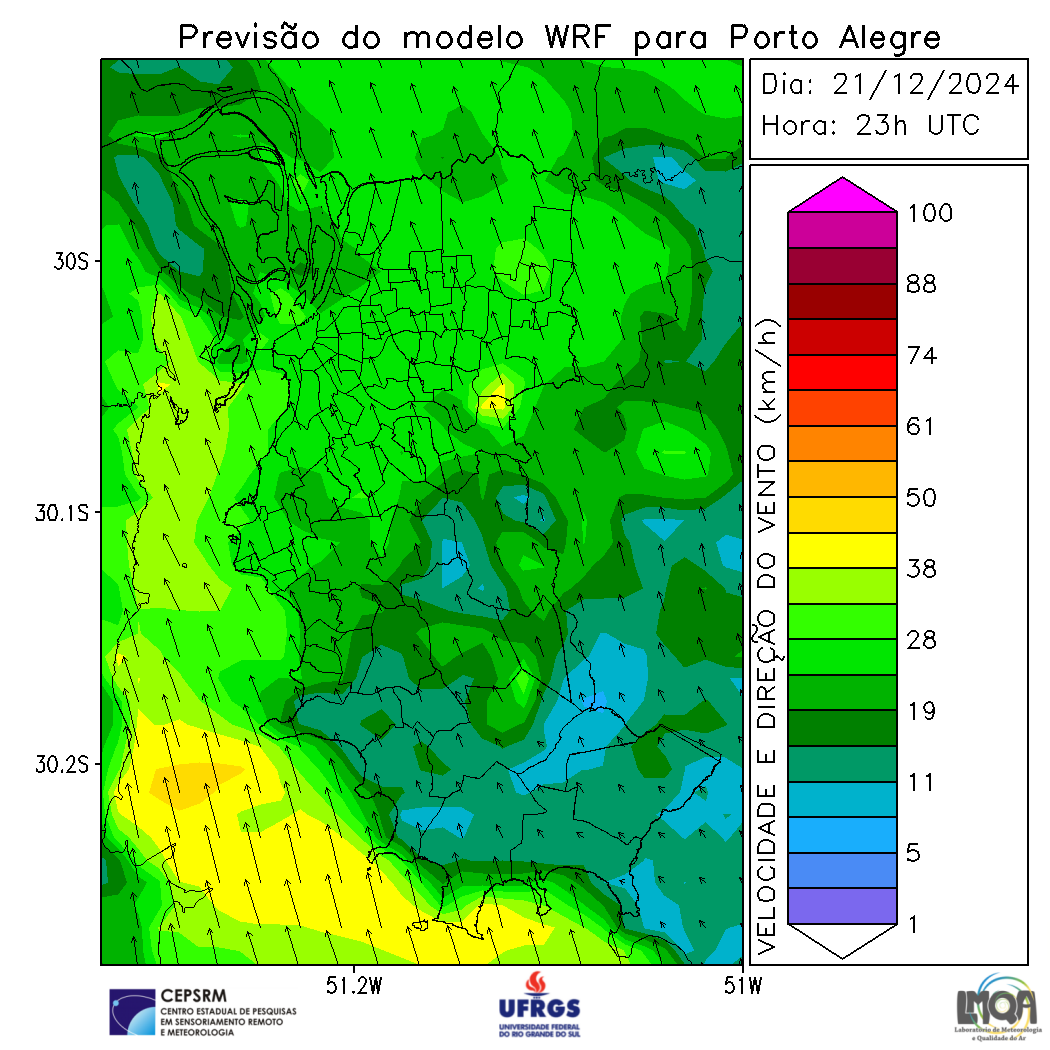 Previsão do modelo WRF para Porto Alegre
Dia: 21/12/2024
Hora: 23h UTC
30S
30.1S
30.2S
51.2W
51W
VELOCIDADE E DIREÇÃO DO VENTO (km/h)
100
88
74
61
50
38
28
19
11
5
1
CEPSRM
CENTRO ESTADUAL DE PESQUISAS
EM SENSORIAMENTO REMOTO
E METEOROLOGIA
UFRGS
UNIVERSIDADE FEDERAL
DO RIO GRANDE DO SUL
LMQA
Laboratório de Meteorologia
e Qualidade do Ar